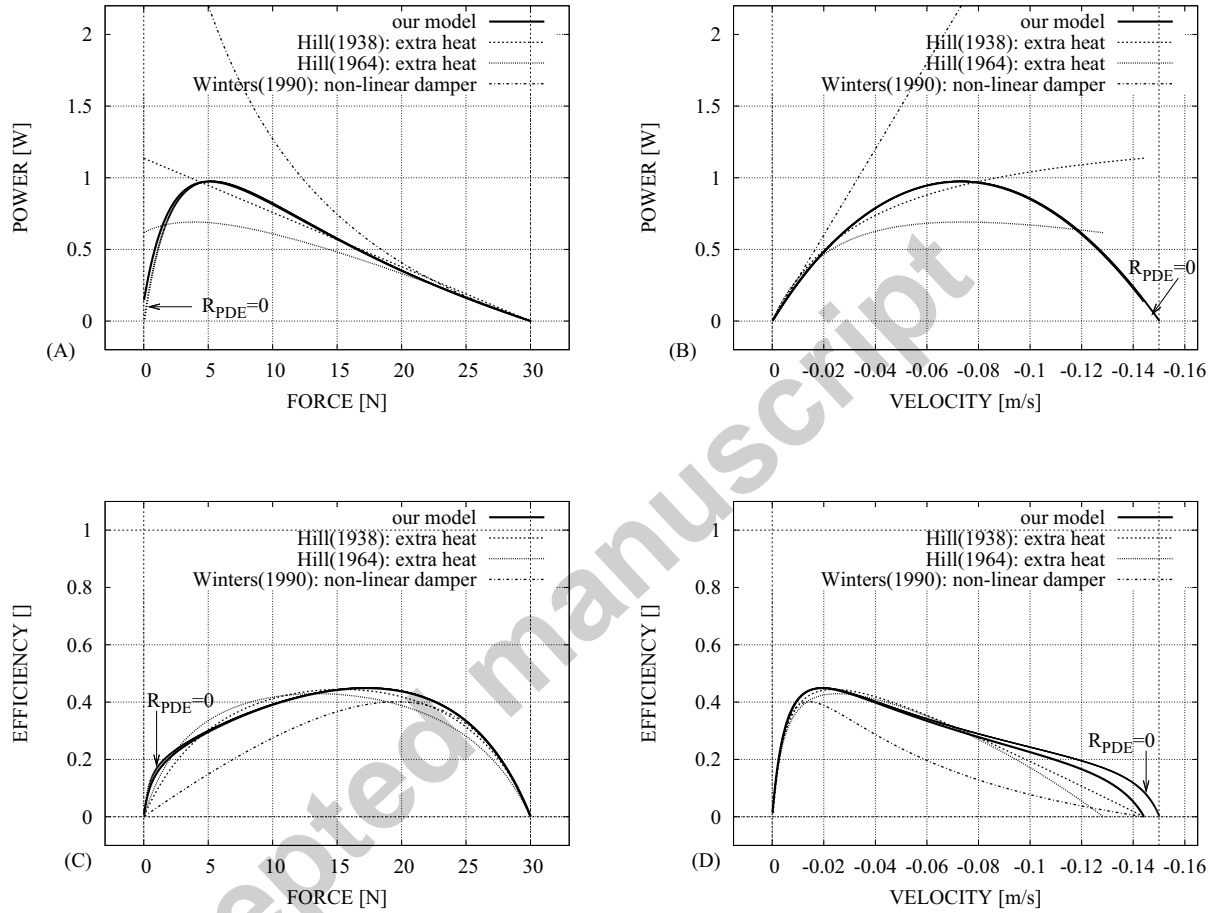 our model
Hill(1938): extra heat
Hill(1964): extra heat
Winters(1990): non-linear damper
2
1.5
1
0.5
0
POWER [W]
R_PDE=0
(A)
0 5 10 15 20 25 30
FORCE [N]
our model
Hill(1938): extra heat
Hill(1964): extra heat
Winters(1990): non-linear damper
2
1.5
1
0.5
0
POWER [W]
R_PDE=0
(B)
0 -0.02 -0.04 -0.06 -0.08 -0.1 -0.12 -0.14 -0.16
VELOCITY [m/s]
our model
Hill(1938): extra heat
Hill(1964): extra heat
Winters(1990): non-linear damper
1
0.8
0.6
0.4
0.2
0
EFFICIENCY []
R_PDE=0
(C)
0 5 10 15 20 25 30
FORCE [N]
our model
Hill(1938): extra heat
Hill(1964): extra heat
Winters(1990): non-linear damper
1
0.8
0.6
0.4
0.2
0
EFFICIENCY []
R_PDE=0
(D)
0 -0.02 -0.04 -0.06 -0.08 -0.1 -0.12 -0.14 -0.16
VELOCITY [m/s]
epted manuscript